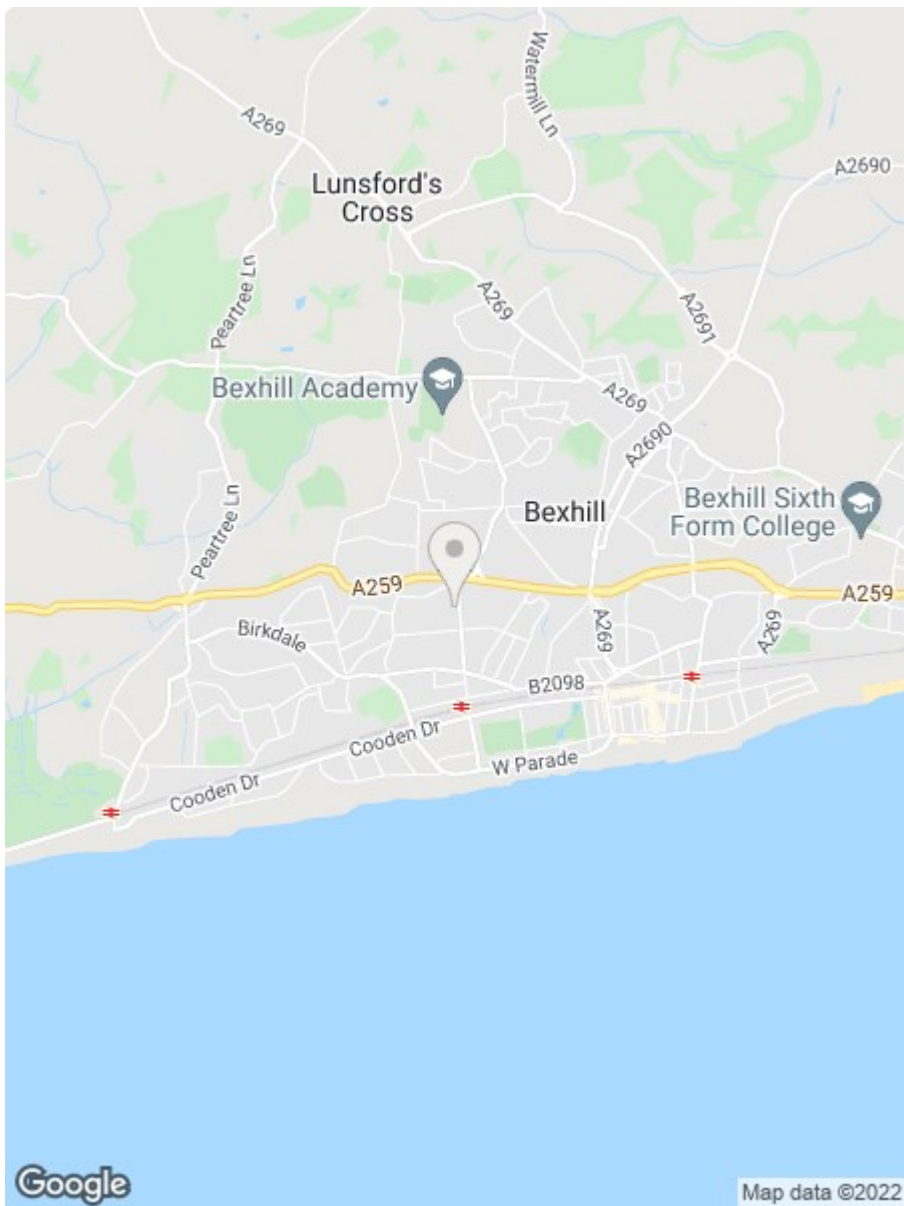 Watermill Ln
A269
A2690
Lunsford's
Cross
Peartree Ln
A269
A2691
Bexhill Academy
A269
A2690
Bexhill Sixth
Form College
Bexhill
Peartree Ln
A259
A259
Birkdale
A269
A269
B2098
Cooden Dr
W Parade
Cooden Dr
Google
Map data ©2022